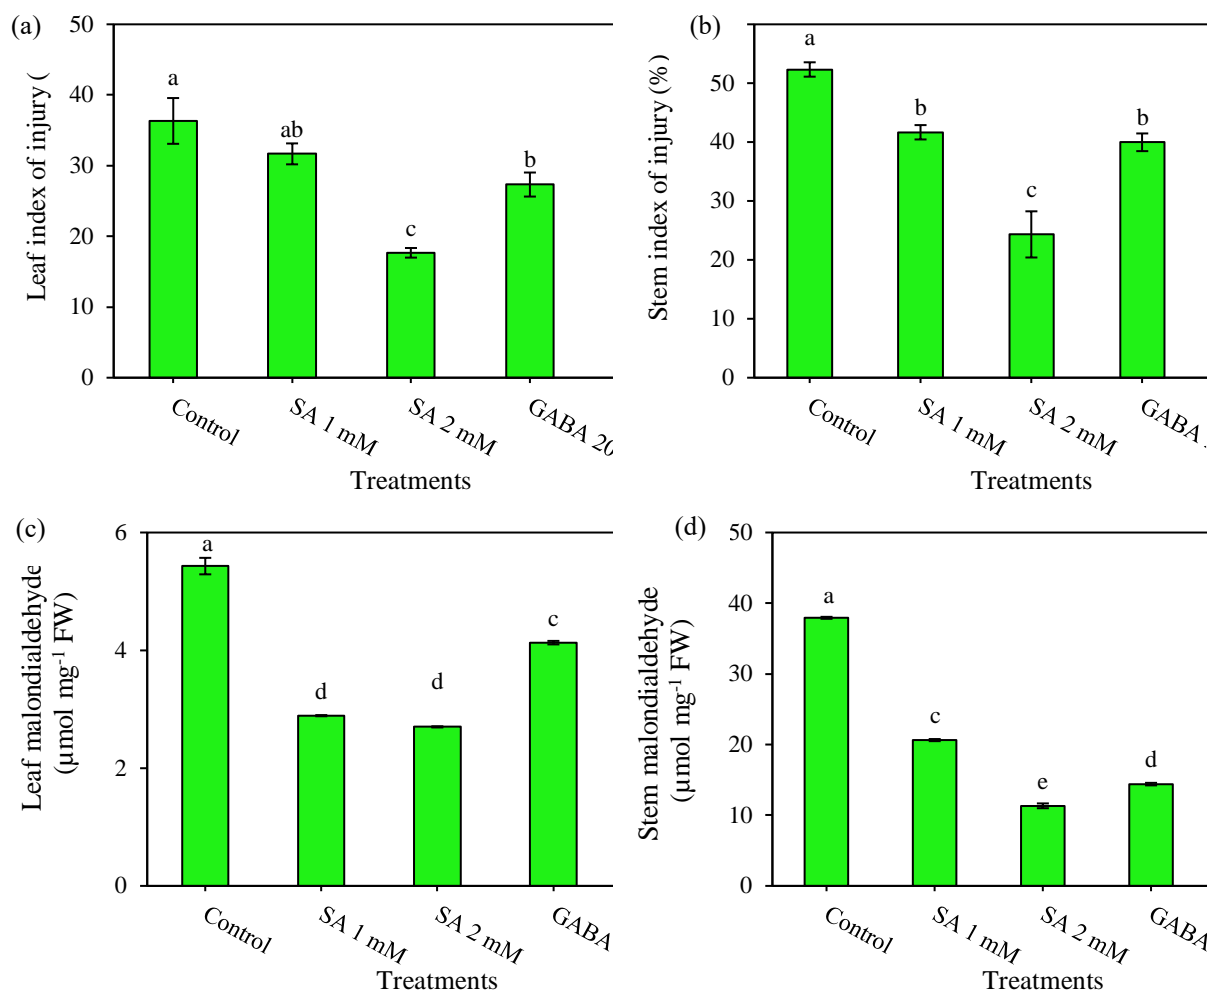 (a)
Leaf index of injury (
50
40
30
20
10
0
a
ab
c
b
Control
SA 1 mM
SA 2 mM
GABA 20
Treatments
(b)
Stem index of injury (%)
50
40
30
20
10
0
a
b
c
b
Control
SA 1 mM
SA 2 mM
GABA
Treatments
(c)
Leaf malondialdehyde
(µmol mg⁻¹ FW)
6
4
2
0
a
d
d
c
Control
SA 1 mM
SA 2 mM
GABA
Treatments
(d)
Stem malondialdehyde
(µmol mg⁻¹ FW)
50
40
30
20
10
0
a
c
e
d
Control
SA 1 mM
SA 2 mM
GABA
Treatments